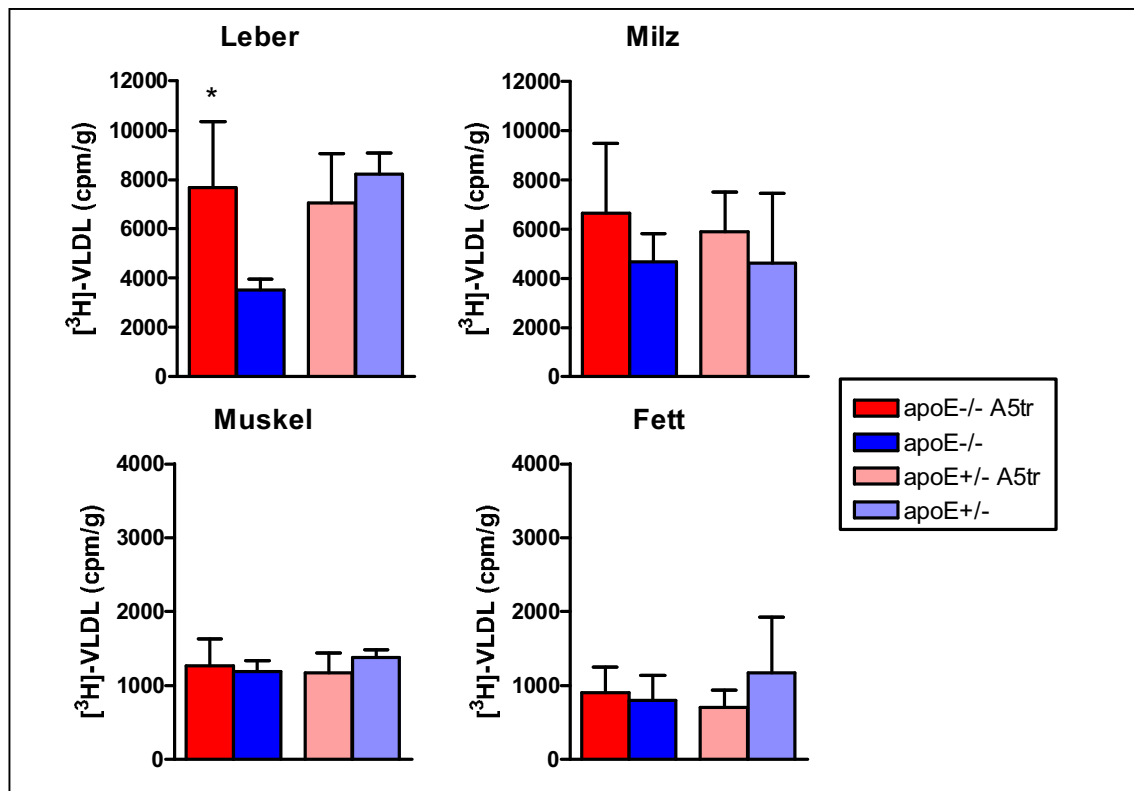 Leber
12000
10000
8000
6000
4000
2000
0
[³H]-VLDL (cpm/g)
*
Milz
12000
10000
8000
6000
4000
2000
0
[³H]-VLDL (cpm/g)
Muskel
4000
3000
2000
1000
0
[³H]-VLDL (cpm/g)
Fett
4000
3000
2000
1000
0
[³H]-VLDL (cpm/g)
apoE-/- A5tr
apoE-/-
apoE+/- A5tr
apoE+/-